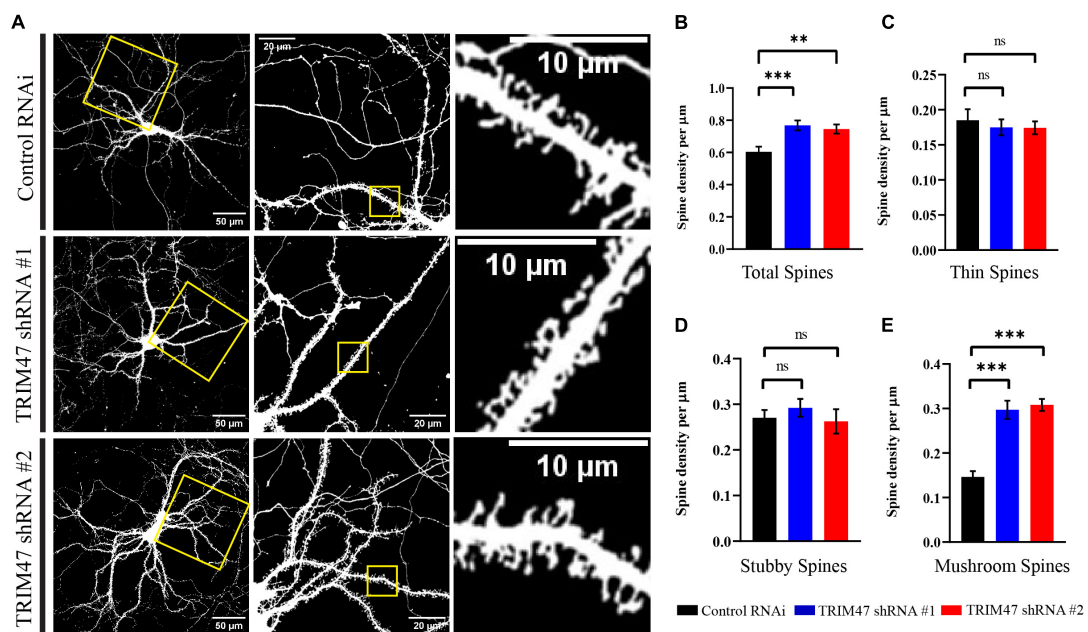 A
Control RNAi
50 µm
20 µm
10 µm
TRIM47 shRNA #1
50 µm
20 µm
10 µm
TRIM47 shRNA #2
50 µm
20 µm
10 µm
B
Spine density per µm
1.0
0.8
0.6
0.4
0.2
0.0
**
***
Total Spines
C
Spine density per µm
0.25
0.20
0.15
0.10
0.05
0.00
ns
ns
Thin Spines
D
Spine density per µm
0.4
0.3
0.2
0.3
0.0
ns
ns
Stubby Spines
E
Spine density per µm
0.4
0.3
0.2
0.1
0.0
***
***
Mushroom Spines
Control RNAi TRIM47 shRNA #1 TRIM47 shRNA #2